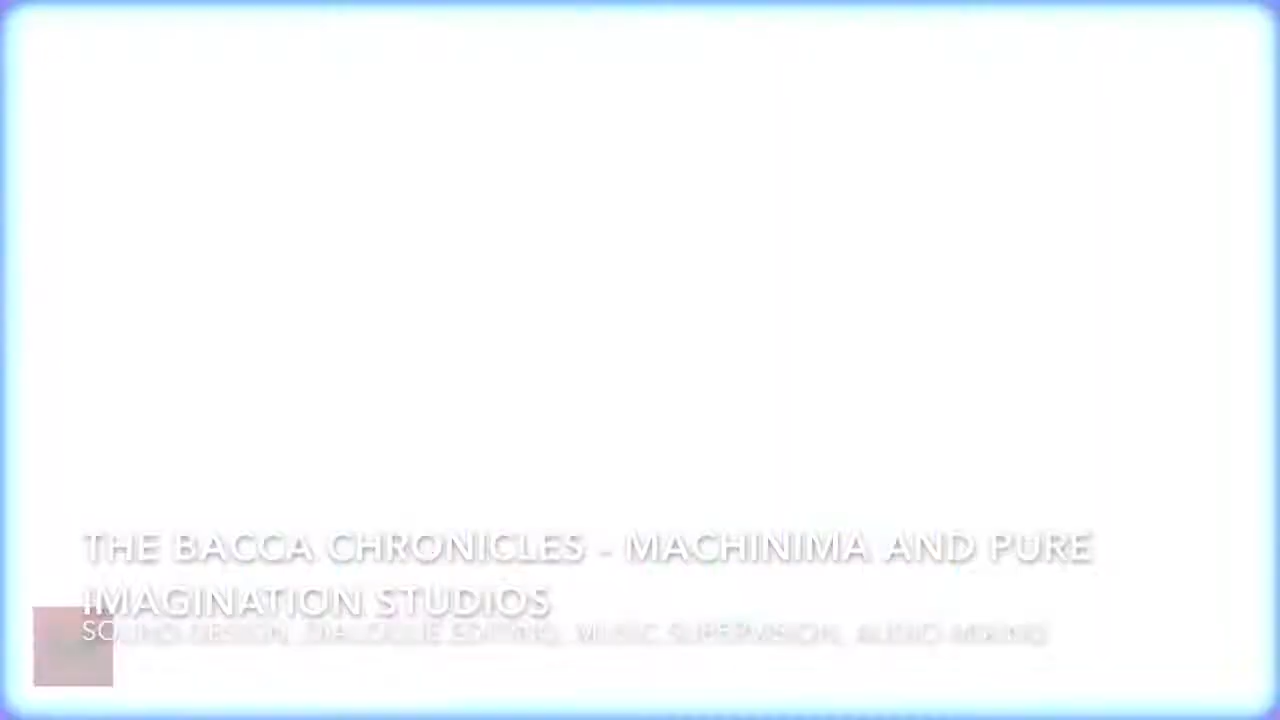 THE BACCA CHRONICLES - MACHINIMA AND PURE
IMAGINATION STUDIOS
SOUND DESIGN, DIALOGUE EDITING, MUSIC SUPERVISION, AUDIO MIXING